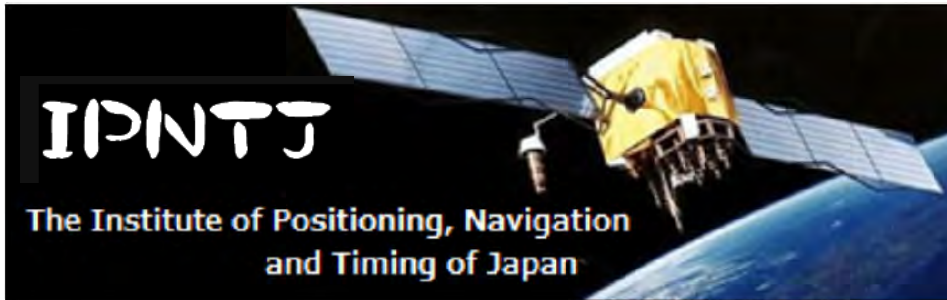 IPNTJ
The Institute of Positioning, Navigation
and Timing of Japan